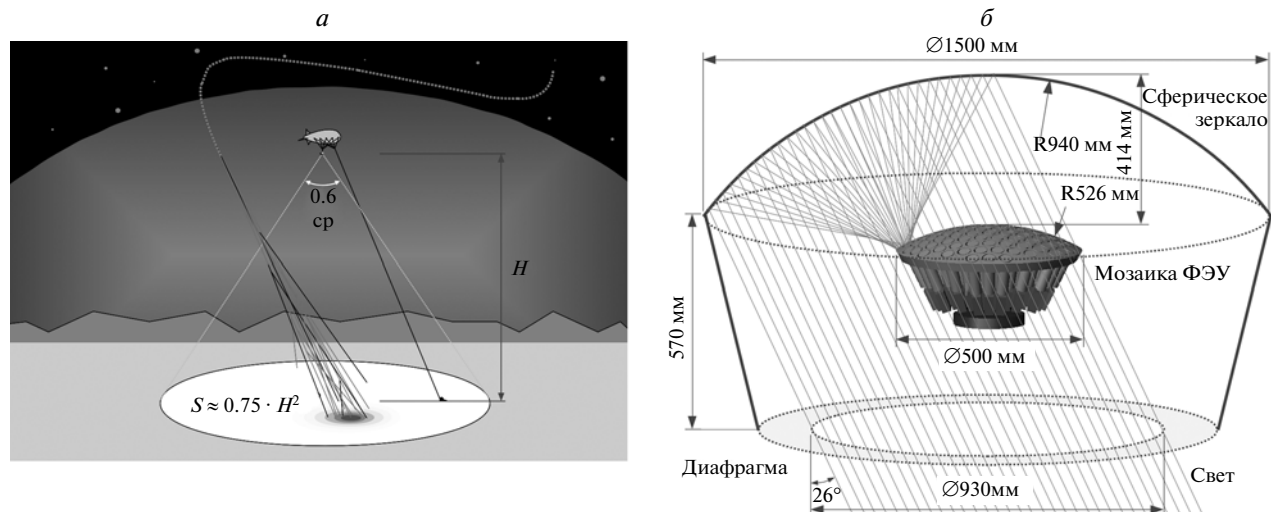 а
0.6
ср
H
S ≈ 0.75 · H²
б
∅1500 мм
Сферическое
зеркало
R940 мм
414 мм
R526 мм
Мозаика ФЭУ
570 мм
∅500 мм
Диафрагма
Свет
26°
∅930мм